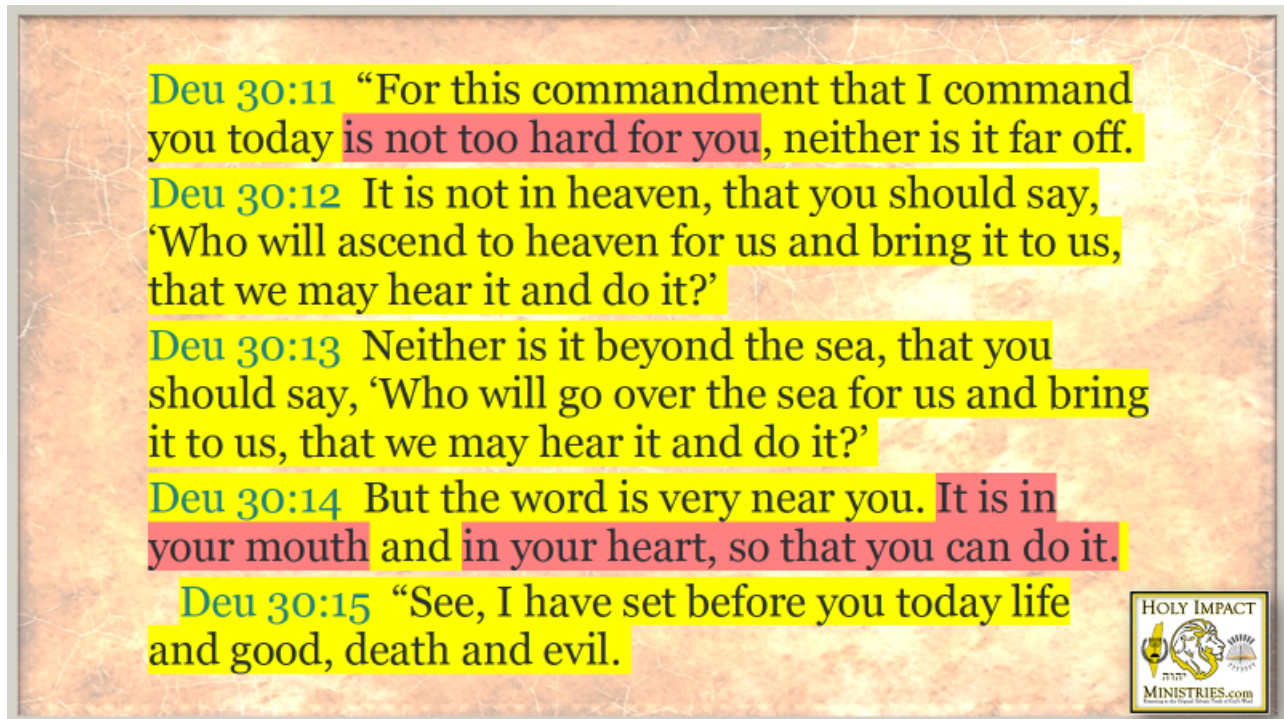 Deu 30:11 “For this commandment that I command
you today is not too hard for you, neither is it far off.
Deu 30:12 It is not in heaven, that you should say,
‘Who will ascend to heaven for us and bring it to us,
that we may hear it and do it?’
Deu 30:13 Neither is it beyond the sea, that you
should say, ‘Who will go over the sea for us and bring
it to us, that we may hear it and do it?’
Deu 30:14 But the word is very near you. It is in
your mouth and in your heart, so that you can do it.
Deu 30:15 “See, I have set before you today life
and good, death and evil.
HOLY IMPACT
יהוה
MINISTRIES.com